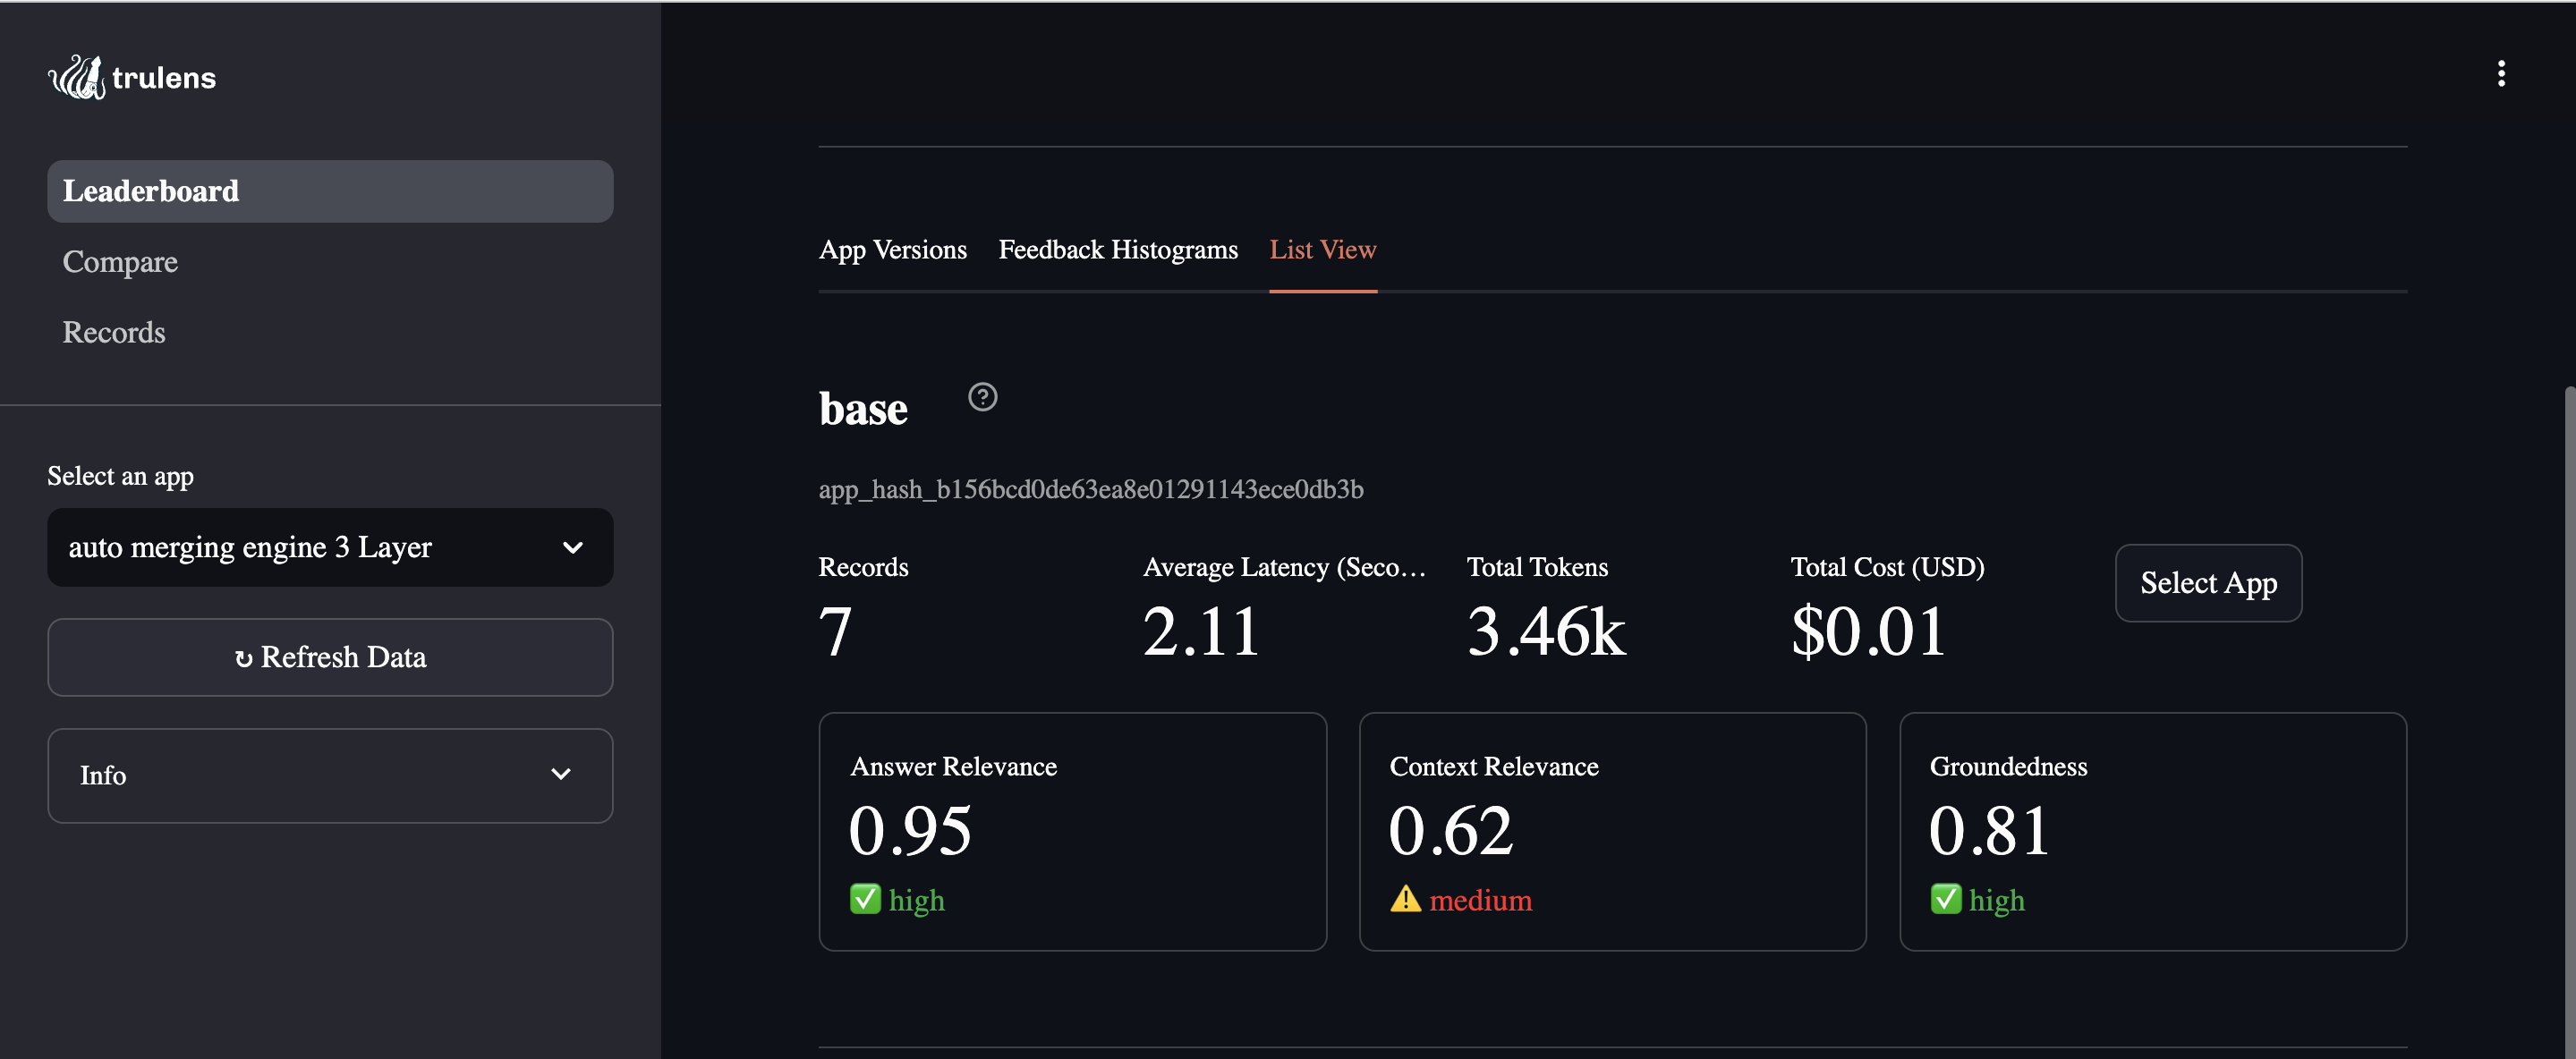 trulens
Leaderboard
Compare
Records
Select an app
auto merging engine 3 Layer
↻ Refresh Data
Info
App Versions Feedback Histograms List View
base
app_hash_b156bcd0de63ea8e01291143ece0db3b
Records Average Latency (Seco… Total Tokens Total Cost (USD)
7 2.11 3.46k $0.01
Select App
Answer Relevance
0.95
✅ high
Context Relevance
0.62
⚠️ medium
Groundedness
0.81
✅ high